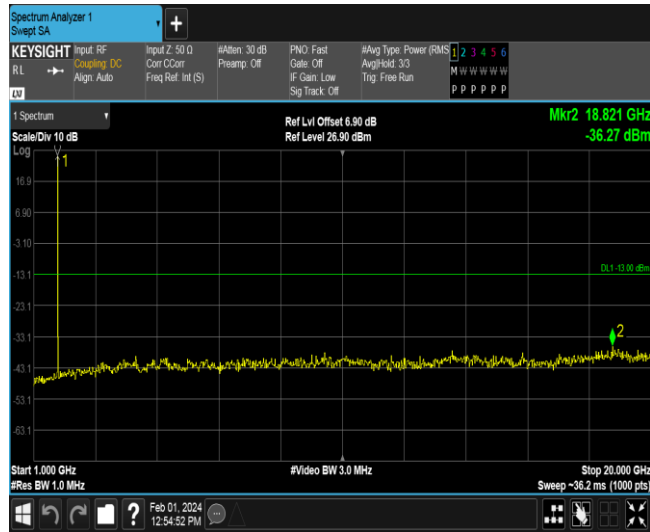 Spectrum Analyzer 1
Swept SA
+
KEYSIGHT Input: RF Input Z: 50 Ω #Atten: 30 dB PNO: Fast #Avg Type: Power (RMS 1 2 3 4 5 6
RL Coupling: DC Corr CCorr Preamp: Off Gate: Off Avg|Hold: 3/3 M W W W W W
Align: Auto Freq Ref: Int (S) IF Gain: Low Trig: Free Run
LXI Sig Track: Off P P P P P P
1 Spectrum Ref Lvl Offset 6.90 dB Mkr2 18.821 GHz
Scale/Div 10 dB Ref Level 26.90 dBm -36.27 dBm
Log
1
16.9
6.90
-3.10
DL1 -13.00 dBm
-13.1
-23.1
-33.1
2
-43.1
-53.1
-63.1
Start 1.000 GHz #Video BW 3.0 MHz Stop 20.000 GHz
#Res BW 1.0 MHz Sweep ~36.2 ms (1000 pts)
? Feb 01, 2024
12:54:52 PM